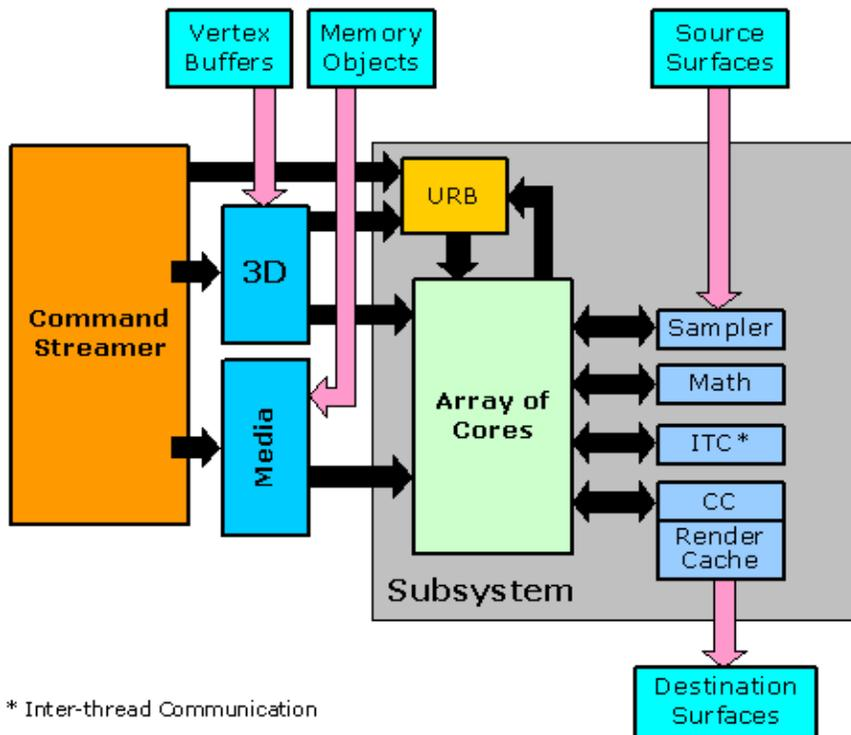 Vertex
Buffers
Memory
Objects
Source
Surfaces
URB
3D
Command
Streamer
Sampler
Math
Array of
Cores
ITC*
Media
CC
Render
Cache
Subsystem
* Inter-thread Communication
Destination
Surfaces